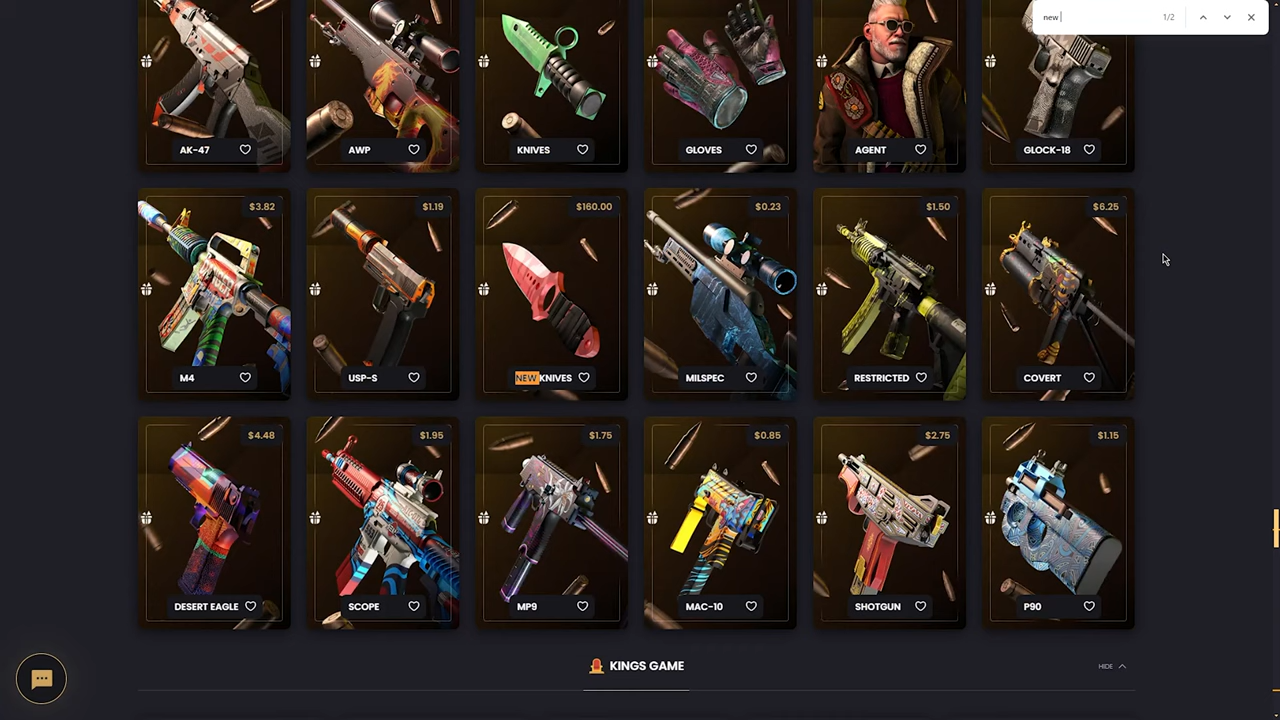 new
1/2
AK-47
AWP
KNIVES
GLOVES
AGENT
GLOCK-18
$3.82
$1.19
$160.00
$0.23
$1.50
$6.25
M4
USP-S
NEW KNIVES
MILSPEC
RESTRICTED
COVERT
$4.48
$1.95
$1.75
$0.85
$2.75
$1.15
DESERT EAGLE
SCOPE
MP9
MAC-10
SHOTGUN
P90
KINGS GAME
HIDE